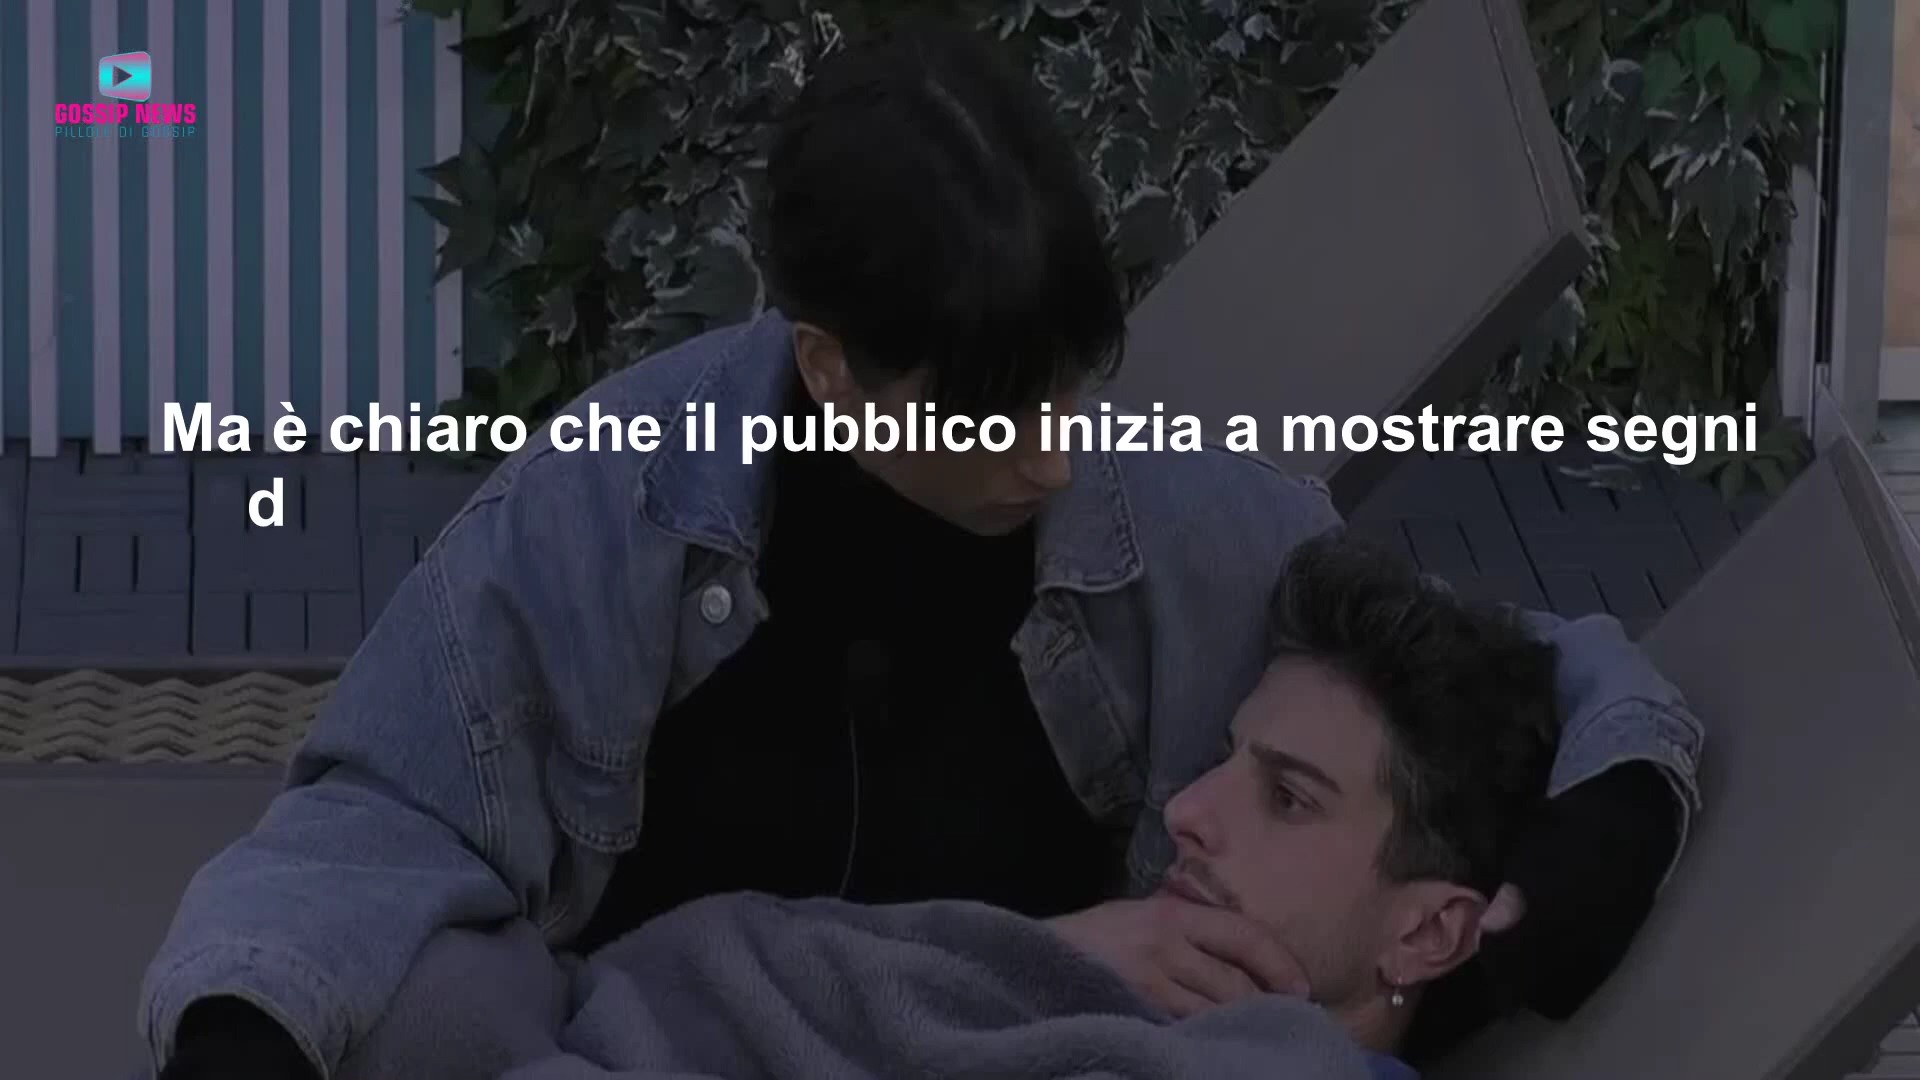 GOSSIP NEWS
PILLOLE DI GOSSIP
Ma è chiaro che il pubblico inizia a mostrare segni
d